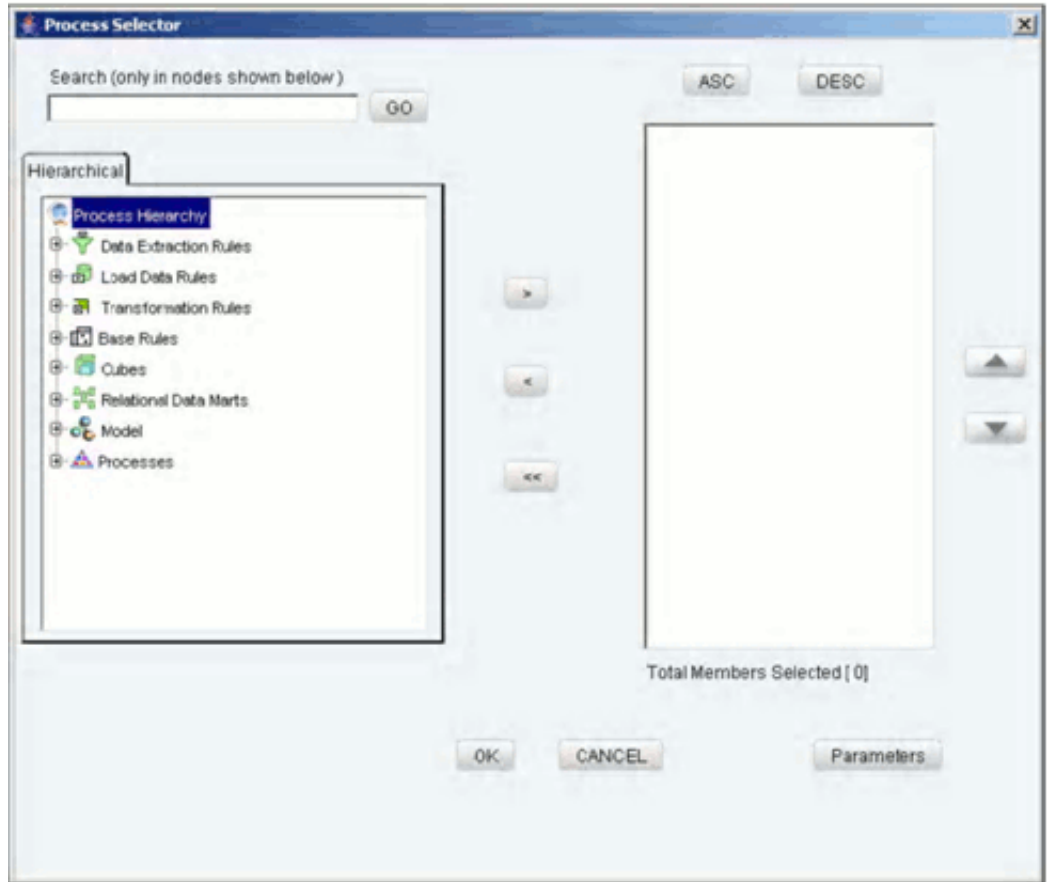 Process Selector
Search (only in nodes shown below )
GO
ASC
DESC
Hierarchical
Process Hierarchy
Data Extraction Rules
Load Data Rules
Transformation Rules
Base Rules
Cubes
Relational Data Marts
Model
Processes
>
<
<<
Total Members Selected [ 0]
OK
CANCEL
Parameters